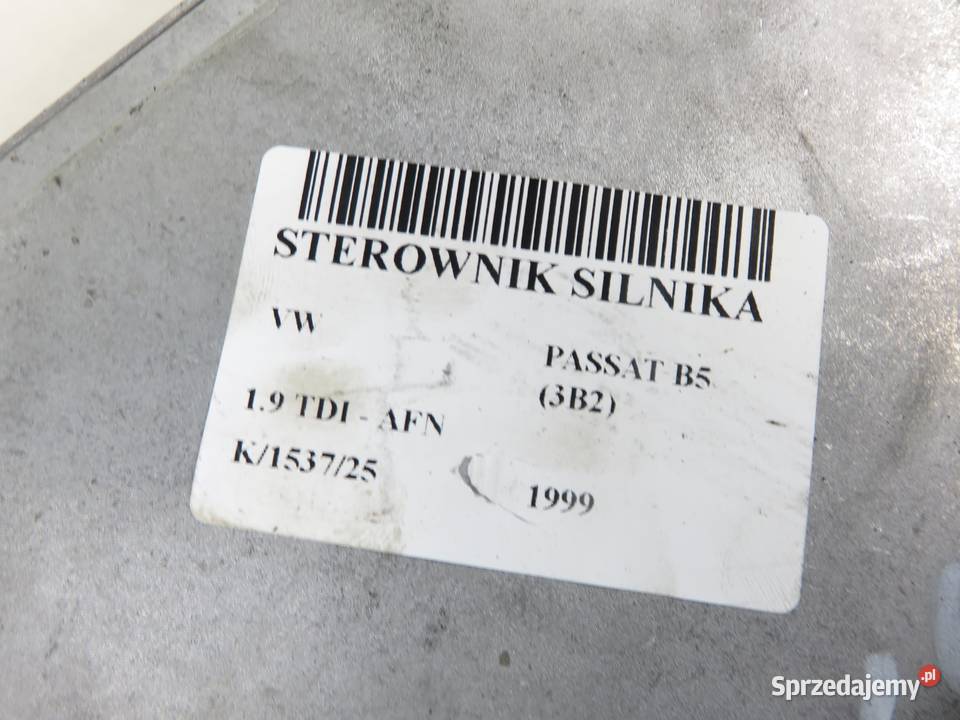 STEROWNIK SILNIKA
VW
PASSAT B5
(3B2)
1.9 TDI - AFN
K/1537/25
1999
Sprzedajemy.pl